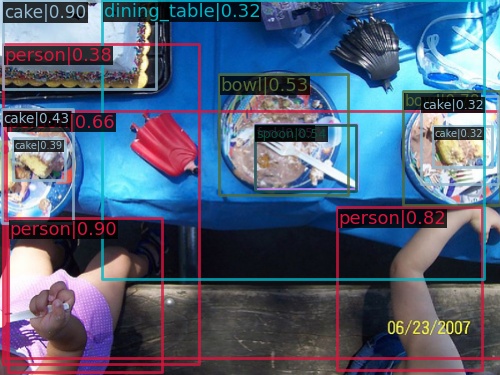 cake|0.90
dining_table|0.32
person|0.38
bowl|0.53
cake|0.32
cake|0.43
0.66
spoon|0.54
cake|0.32
cake|0.39
person|0.90
person|0.82
06/23/2007